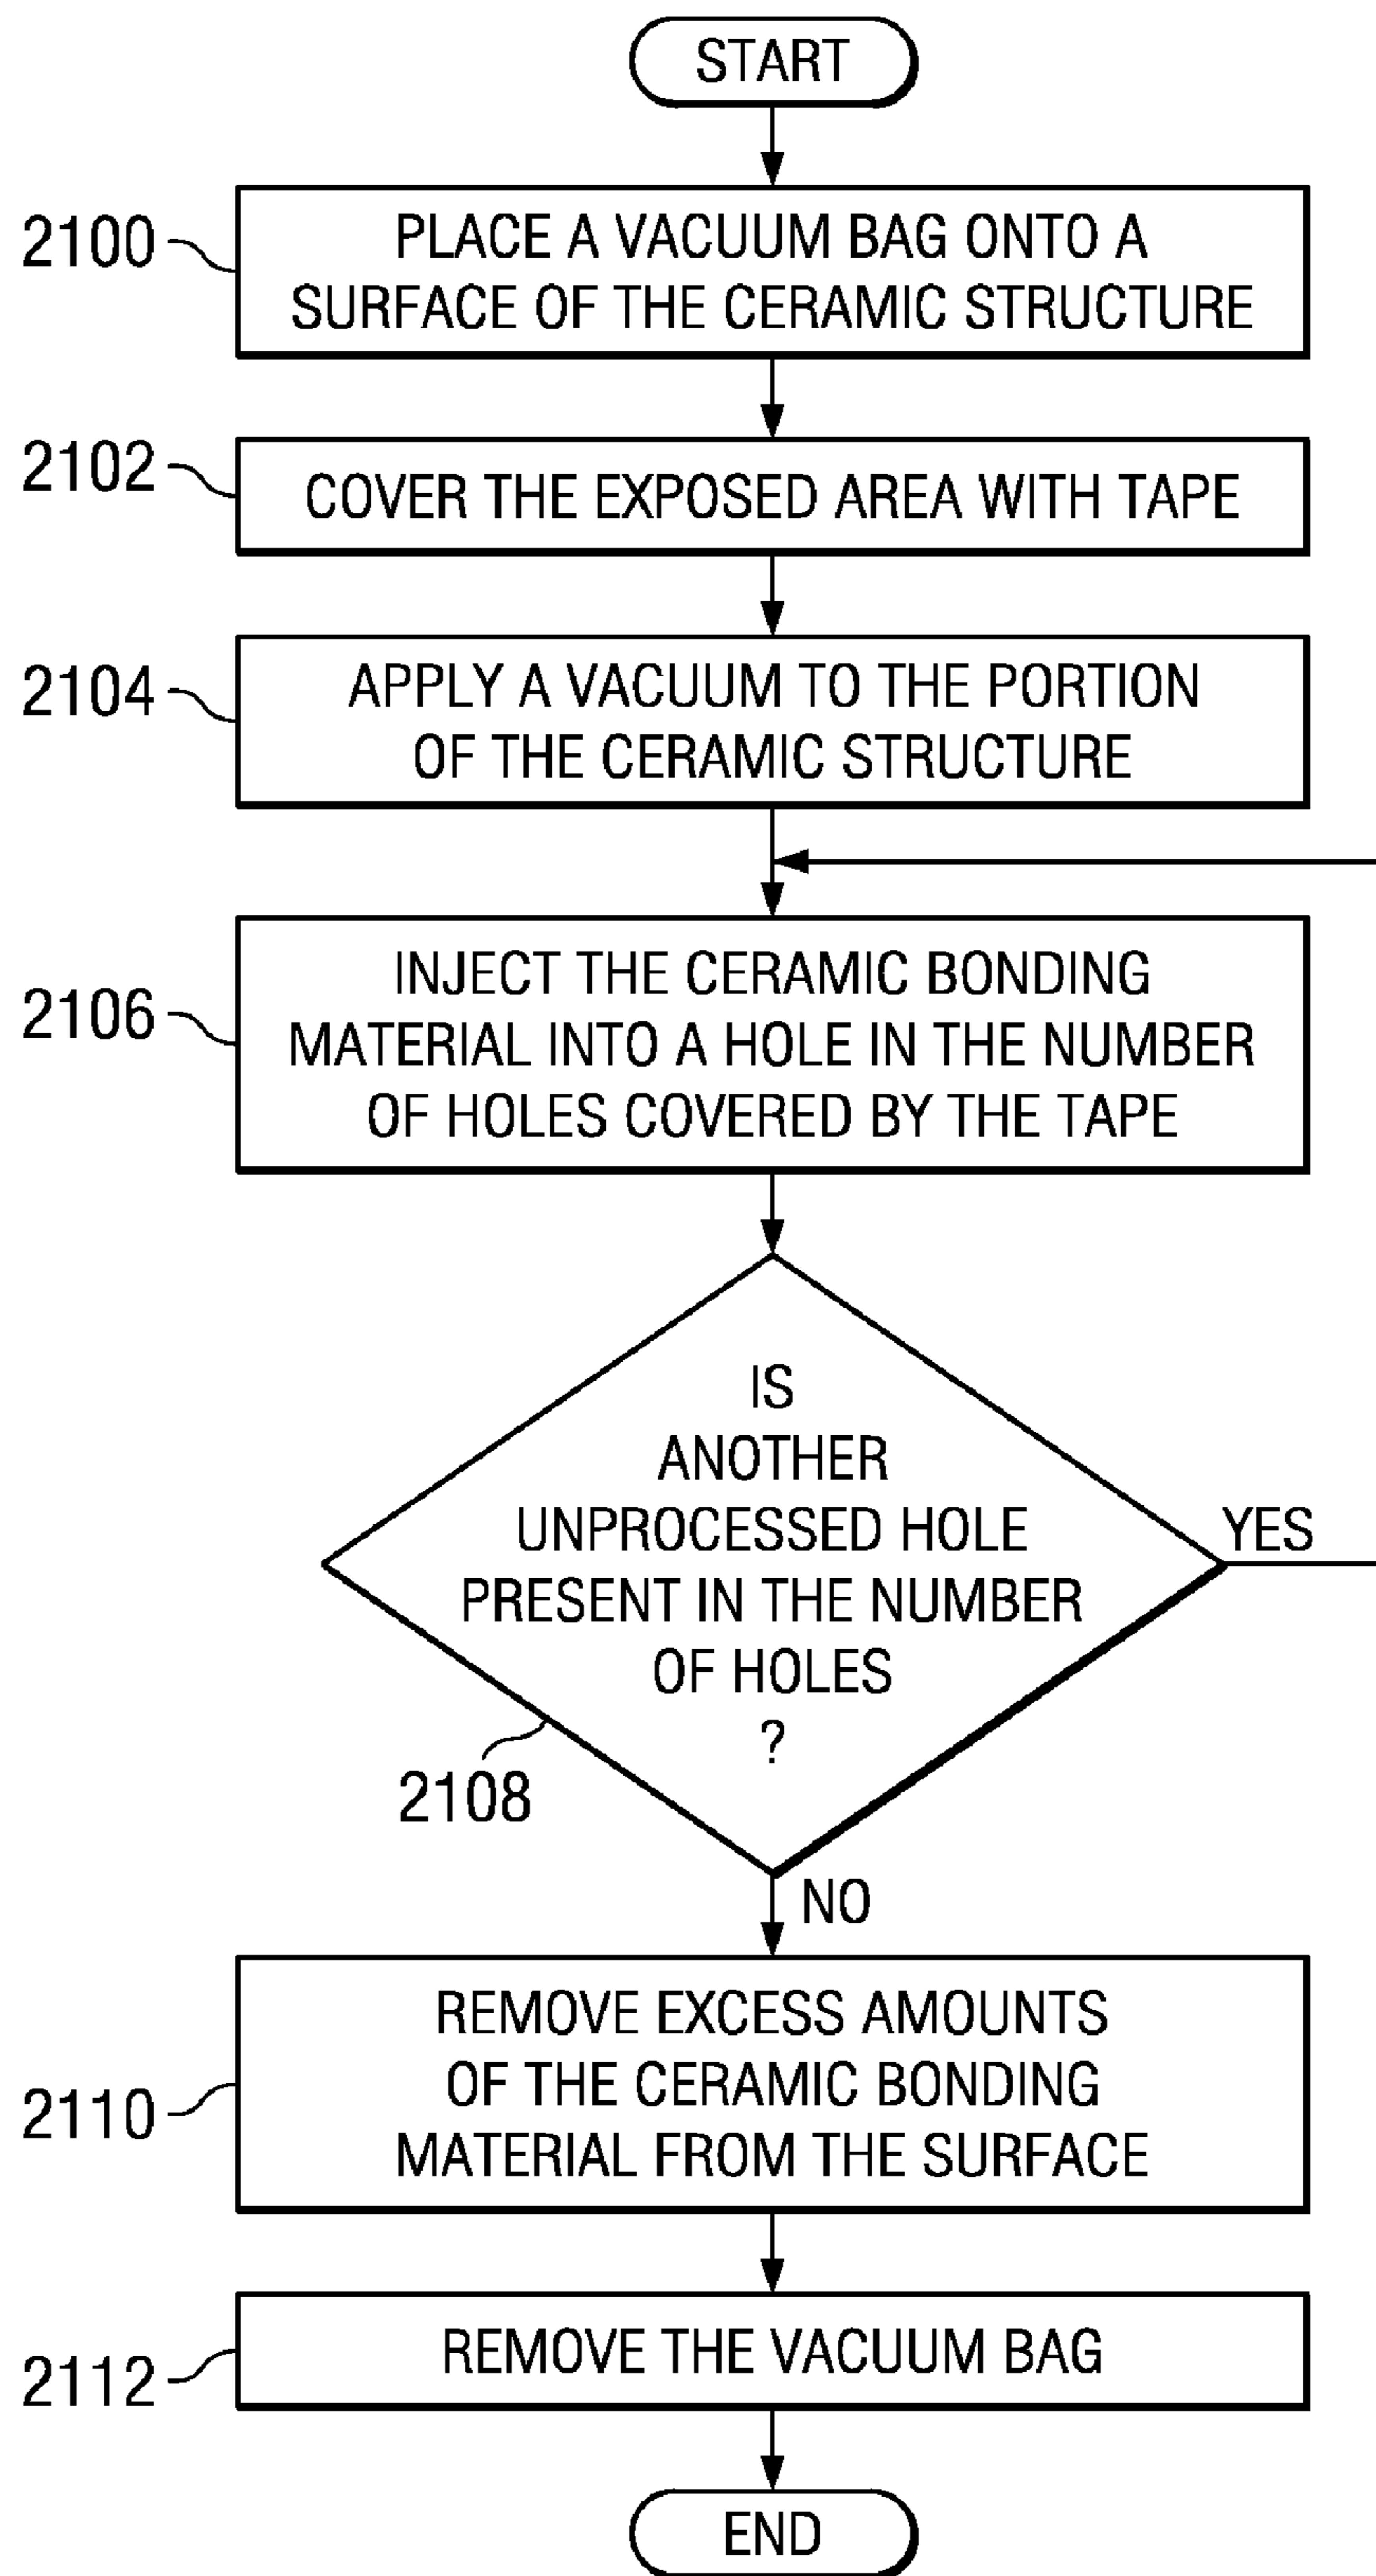 START
2100
PLACE A VACUUM BAG ONTO A
SURFACE OF THE CERAMIC STRUCTURE
2102
COVER THE EXPOSED AREA WITH TAPE
2104
APPLY A VACUUM TO THE PORTION
OF THE CERAMIC STRUCTURE
2106
INJECT THE CERAMIC BONDING
MATERIAL INTO A HOLE IN THE NUMBER
OF HOLES COVERED BY THE TAPE
IS
ANOTHER
UNPROCESSED HOLE
PRESENT IN THE NUMBER
OF HOLES
?
YES
2108
NO
2110
REMOVE EXCESS AMOUNTS
OF THE CERAMIC BONDING
MATERIAL FROM THE SURFACE
2112
REMOVE THE VACUUM BAG
END